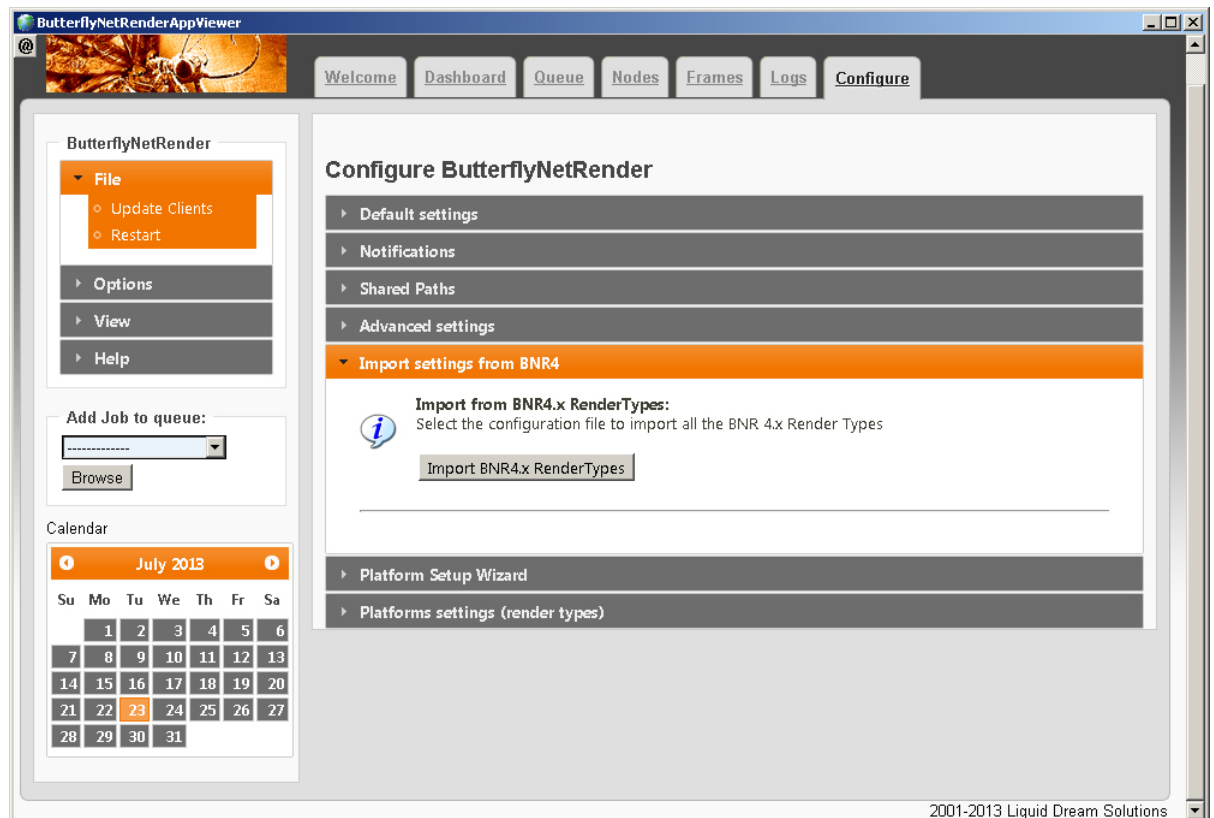 ButterflyNetRenderAppViewer
@
Welcome Dashboard Queue Nodes Frames Logs Configure
ButterflyNetRender
File
Update Clients
Restart
Options
View
Help
Add Job to queue:
-------------
Browse
Calendar
July 2013
Su Mo Tu We Th Fr Sa
1 2 3 4 5 6
7 8 9 10 11 12 13
14 15 16 17 18 19 20
21 22 23 24 25 26 27
28 29 30 31
Configure ButterflyNetRender
Default settings
Notifications
Shared Paths
Advanced settings
Import settings from BNR4
Import from BNR4.x RenderTypes:
Select the configuration file to import all the BNR 4.x Render Types
Import BNR4.x RenderTypes
Platform Setup Wizard
Platforms settings (render types)
2001-2013 Liquid Dream Solutions